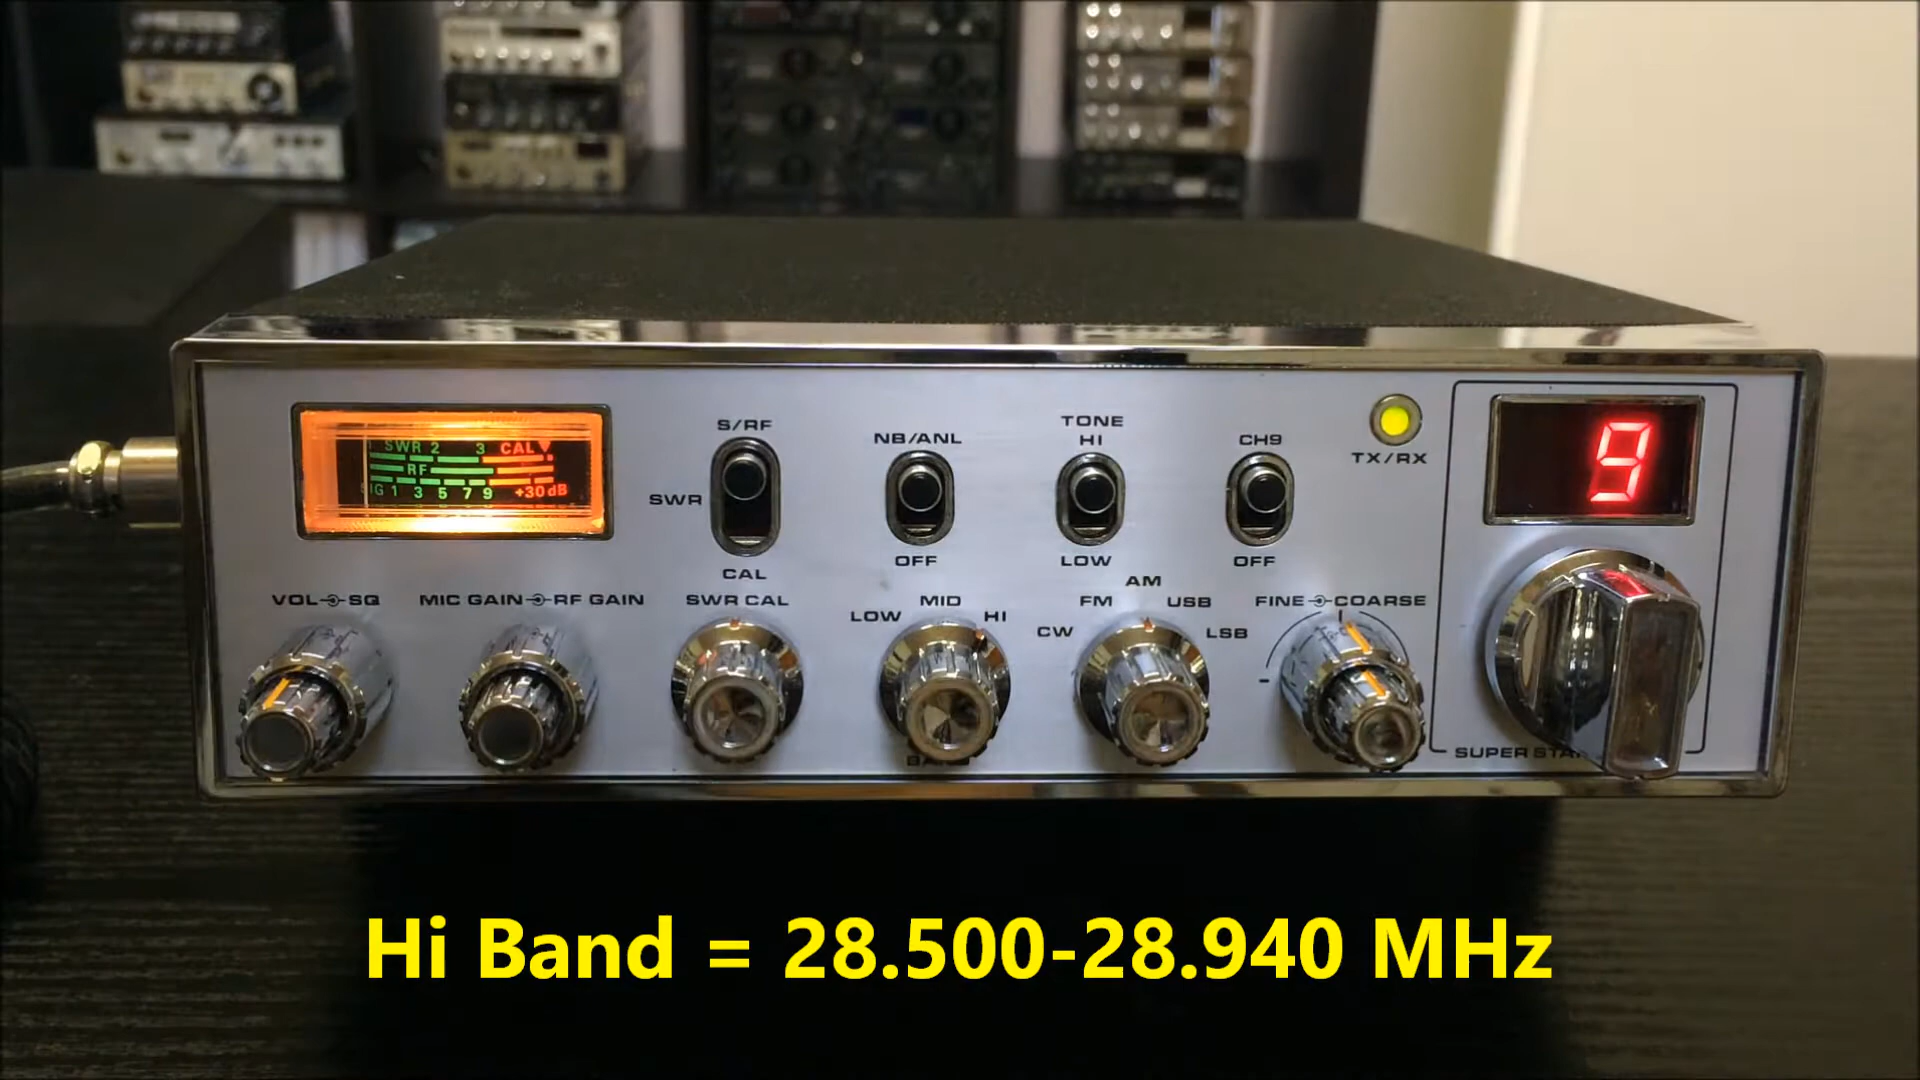 S/RF
NB/ANL
TONE
HI
CH9
TX/RX
9
SWR 2 3 CAL
RF
1 3 5 7 9 +30dB
SWR
OFF
LOW
OFF
CAL
VOL SQ
MIC GAIN RF GAIN
SWR CAL
LOW MID HI
CW FM AM USB LSB
FINE COARSE
-
SUPER
Hi Band = 28.500-28.940 MHz